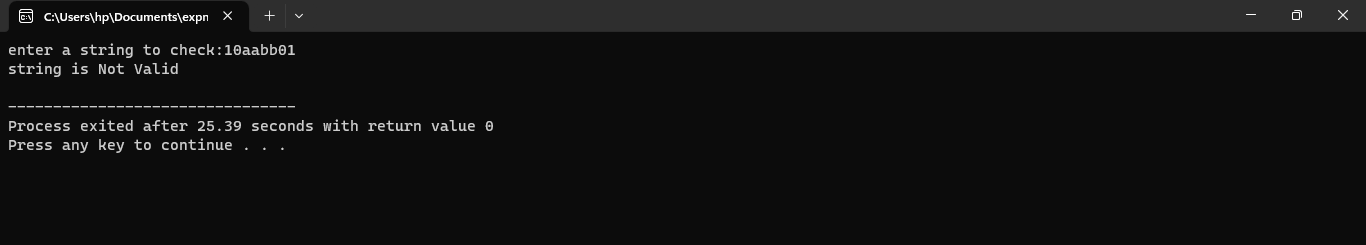 C:\Users\hp\Documents\expn
enter a string to check:10aabb01
string is Not Valid
--------------------------------
Process exited after 25.39 seconds with return value 0
Press any key to continue . . .